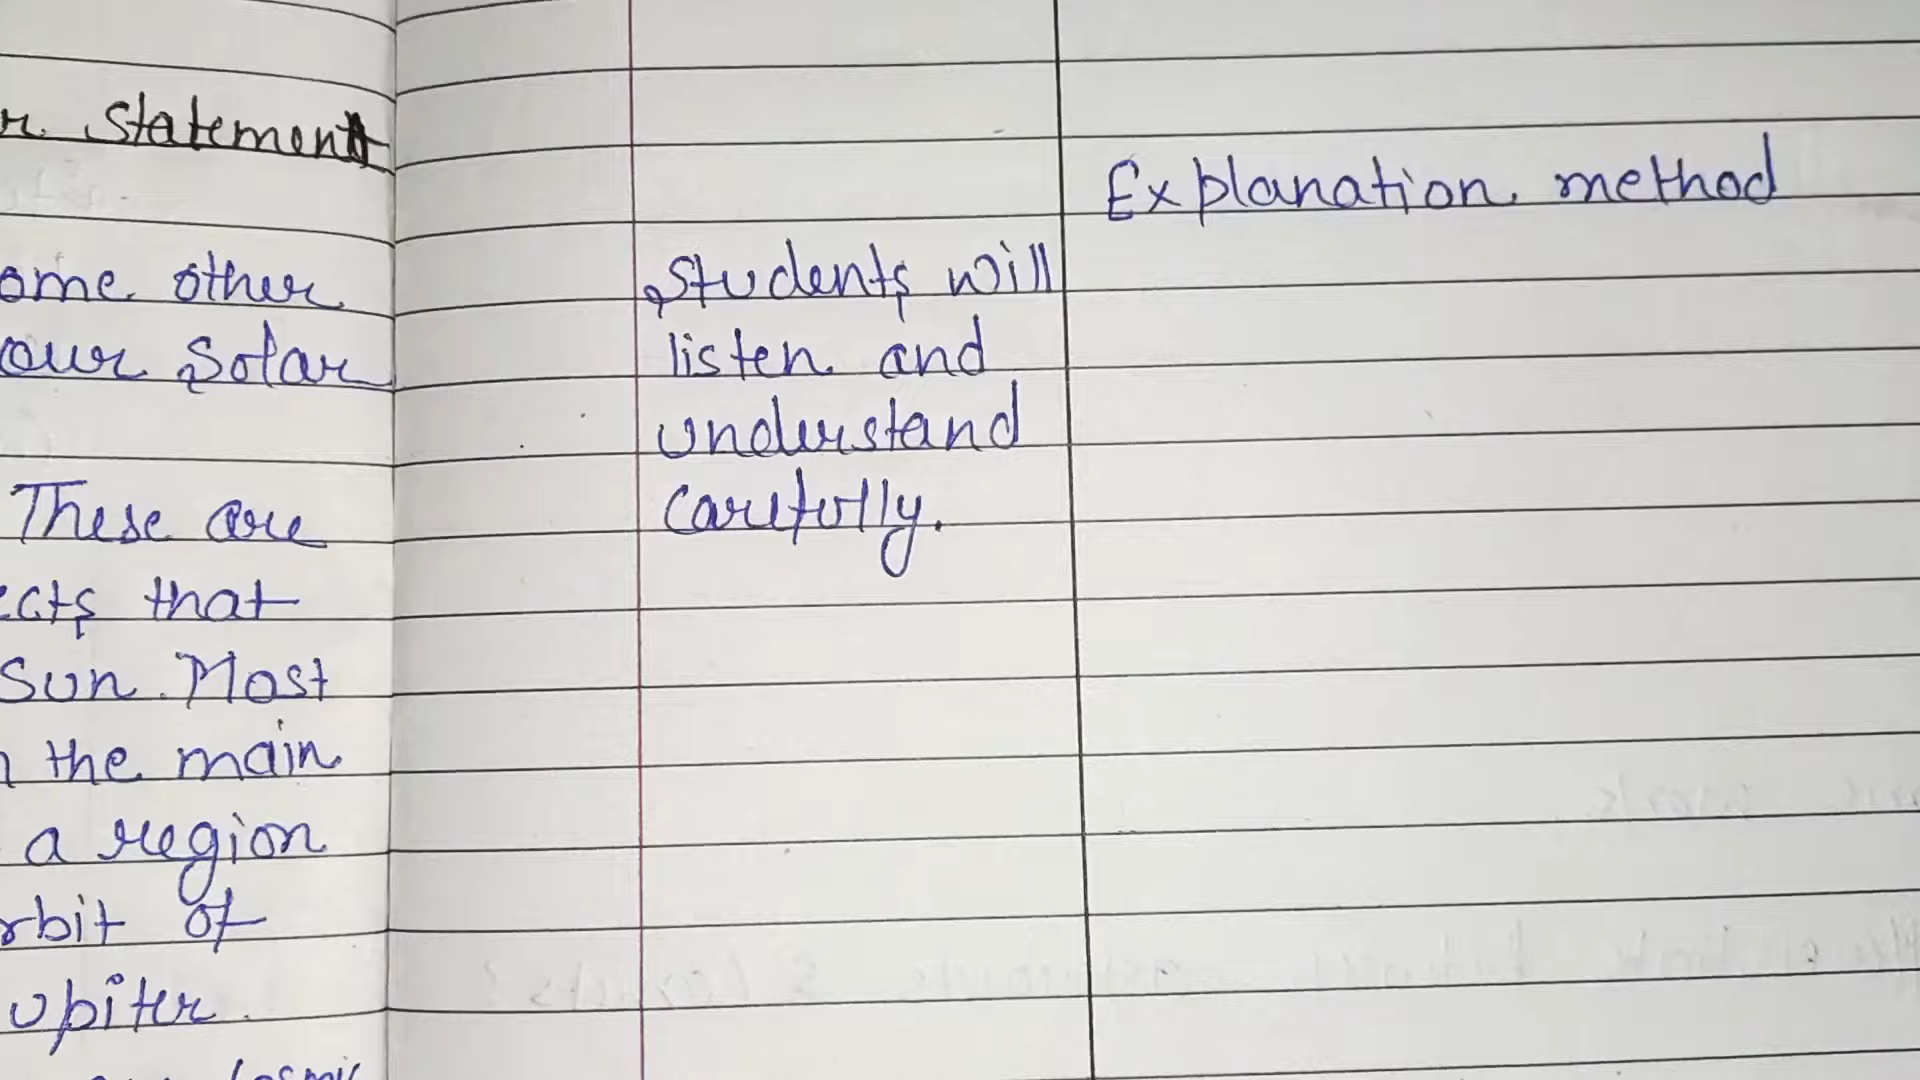 r. statement
ome other
our Solar
These are
ects that
Sun. Most
the main
a region
rbit of
upiter.
Students will
listen and
understand
carefully.
Explanation method